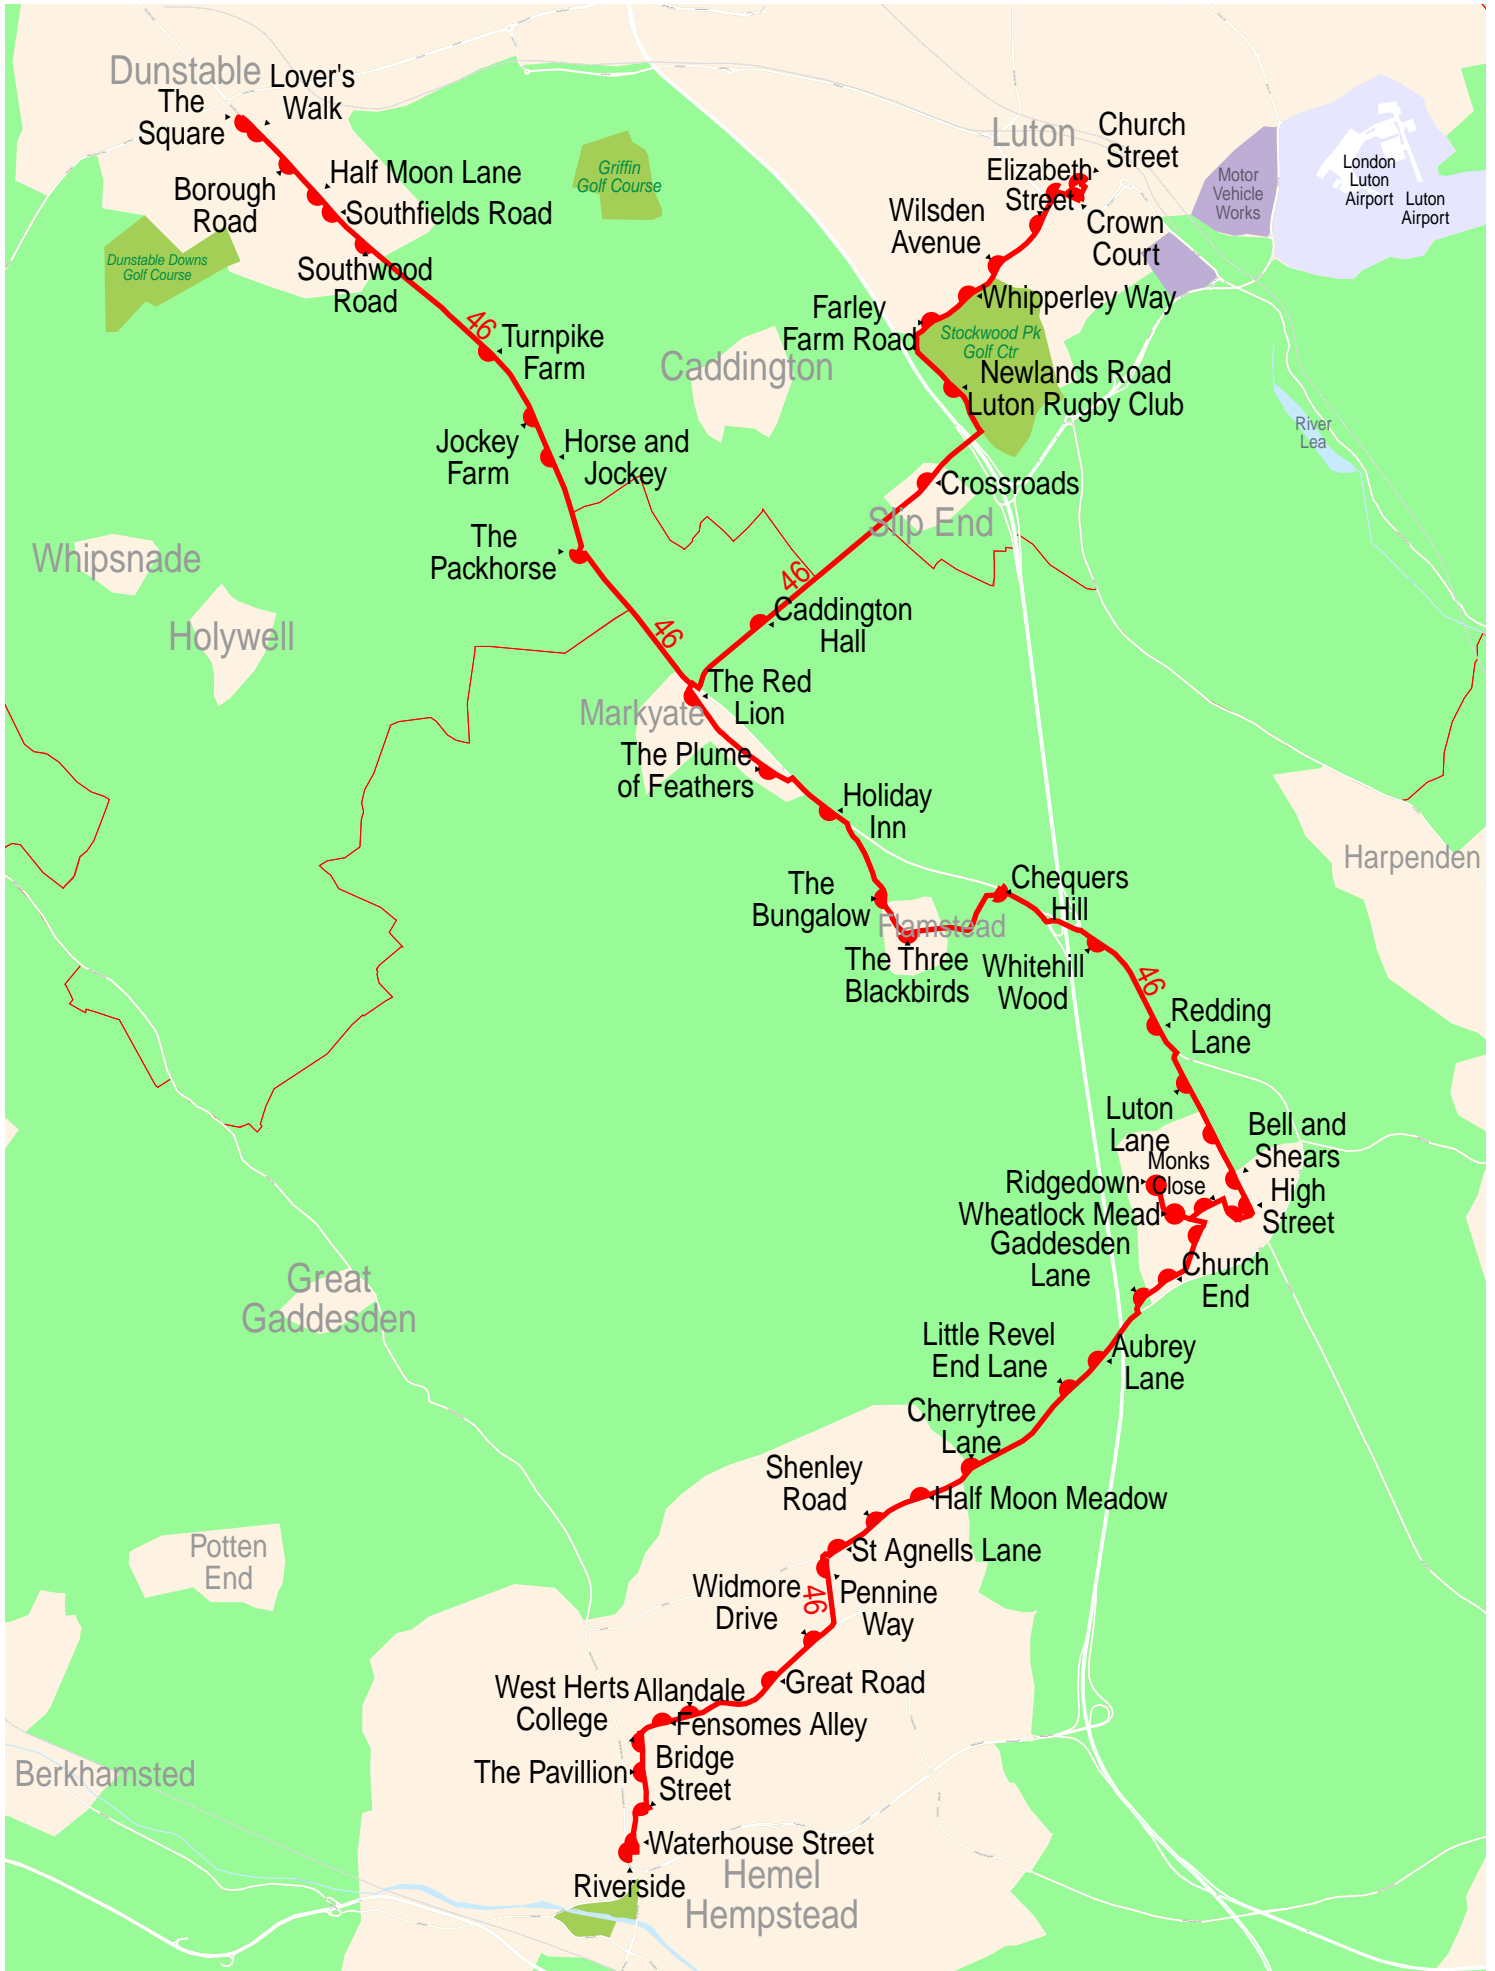 Dunstable
Lover's
Walk
The
Square
Borough
Road
Half Moon Lane
Southfields Road
Southwood
Road
Griffin
Golf Course
Dunstable Downs
Golf Course
Luton
Church
Street
Elizabeth
Street
Crown
Court
Wilsden
Avenue
Whipperley Way
Farley
Farm Road
Stockwood Pk
Golf Ctr
Newlands Road
Luton Rugby Club
Motor
Vehicle
Works
London
Luton
Airport
Luton
Airport
River
Lea
46
Turnpike
Farm
Caddington
Jockey
Farm
Horse and
Jockey
Crossroads
Slip End
The
Packhorse
Whipsnade
Holywell
46
Caddington
Hall
46
The Red
Lion
Markyate
The Plume
of Feathers
Holiday
Inn
Harpenden
The
Bungalow
Flamstead
Chequers
Hill
The Three
Blackbirds
Whitehill
Wood
46
Redding
Lane
Luton
Lane
Bell and
Shears
Monks
Close
Ridgedown
Wheatlock Mead
High
Street
Gaddesden
Lane
Church
End
Great
Gaddesden
Little Revel
End Lane
Aubrey
Lane
Cherrytree
Lane
Shenley
Road
Half Moon Meadow
St Agnells Lane
Potten
End
Widmore
Drive
46
Pennine
Way
Great Road
West Herts
College
Allandale
Fensomes Alley
Bridge
Street
The Pavillion
Berkhamsted
Waterhouse Street
Riverside
Hemel
Hempstead